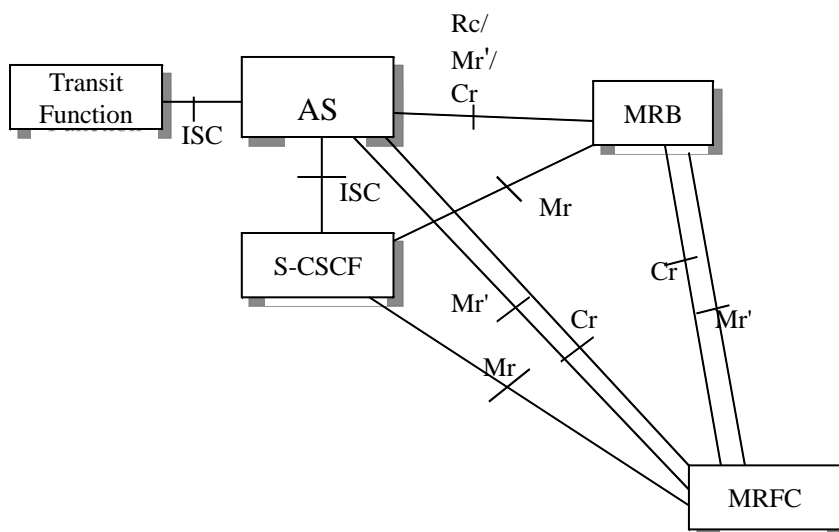 Rc/
Mr'/
Cr
Transit
Function
AS
MRB
ISC
ISC
Mr
S-CSCF
Cr
Mr'
Cr
Mr'
Mr
MRFC